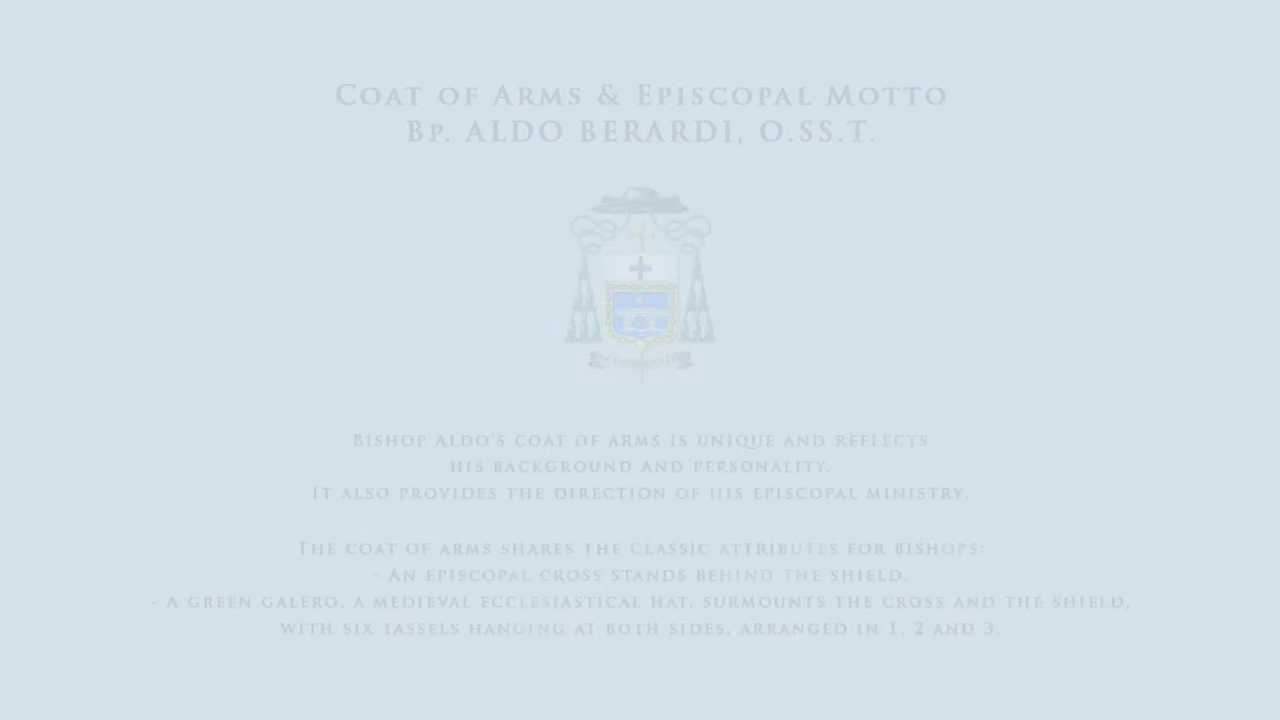 COAT OF ARMS & EPISCOPAL MOTTO
BP. ALDO BERARDI, O.SS.T.
BISHOP ALDO'S COAT OF ARMS IS UNIQUE AND REFLECTS
HIS BACKGROUND AND PERSONALITY.
IT ALSO PROVIDES THE DIRECTION OF HIS EPISCOPAL MINISTRY.
THE COAT OF ARMS SHARES THE CLASSIC ATTRIBUTES FOR BISHOPS:
- AN EPISCOPAL CROSS STANDS BEHIND THE SHIELD.
- A GREEN GALERO, A MEDIEVAL ECCLESIASTICAL HAT, SURMOUNTS THE CROSS AND THE SHIELD,
WITH SIX TASSELS HANGING AT BOTH SIDES, ARRANGED IN 1, 2 AND 3.